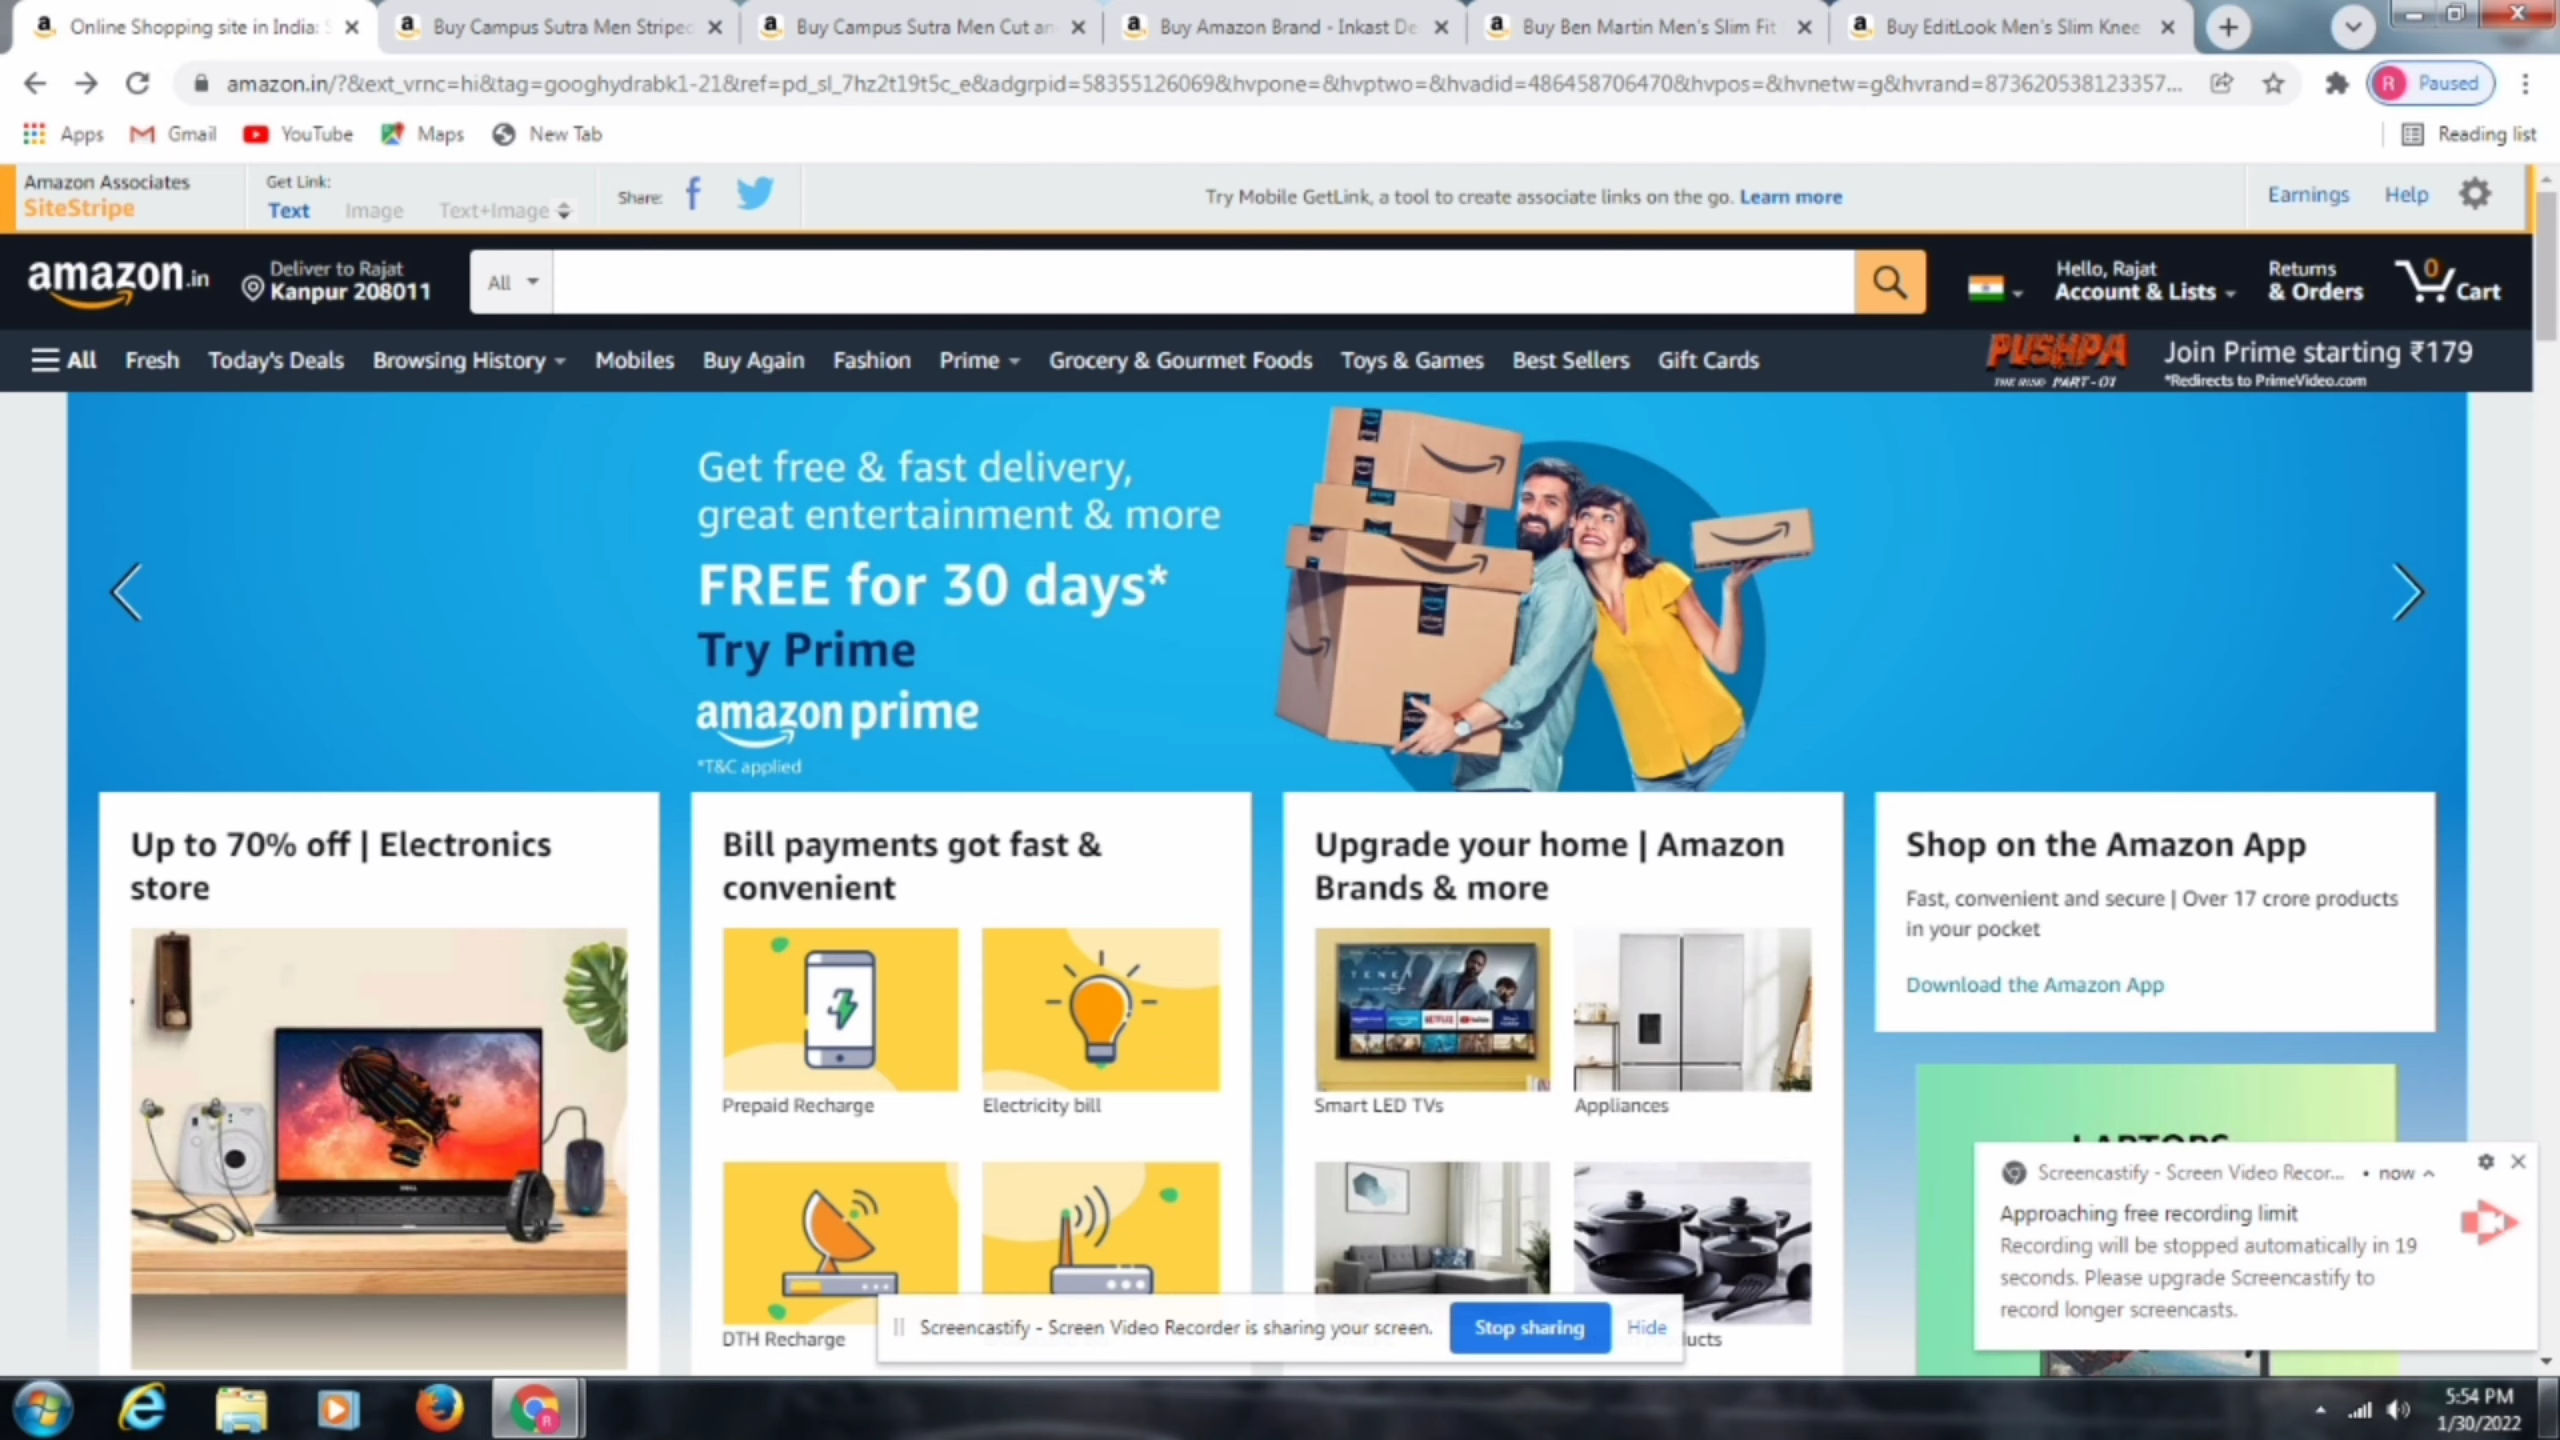 Online Shopping site in India: S
Buy Campus Sutra Men Striped
Buy Campus Sutra Men Cut an
Buy Amazon Brand - Inkast De
Buy Ben Martin Men's Slim Fit
Buy EditLook Men's Slim Knee
amazon.in/?&ext_vrnc=hi&tag=googhydrabk1-21&ref=pd_sl_7hz2t19t5c_e&adgrpid=58355126069&hvpone=&hvptwo=&hvadid=486458706470&hvpos=&hvnetw=g&hvrand=873620538123357...
R Paused
Apps
Gmail
YouTube
Maps
New Tab
Reading list
Amazon Associates
SiteStripe
Get Link:
Text
Image
Text+Image
Share:
Try Mobile GetLink, a tool to create associate links on the go. Learn more
Earnings
Help
amazon.in
Deliver to Rajat
Kanpur 208011
All
Hello, Rajat
Account & Lists
Returns
& Orders
0
Cart
All
Fresh
Today's Deals
Browsing History
Mobiles
Buy Again
Fashion
Prime
Grocery & Gourmet Foods
Toys & Games
Best Sellers
Gift Cards
PUSHPA
THE RISE PART-01
Join Prime starting ₹179
*Redirects to PrimeVideo.com
Get free & fast delivery,
great entertainment & more
FREE for 30 days*
Try Prime
amazon prime
*T&C applied
Up to 70% off | Electronics
store
Bill payments got fast &
convenient
Prepaid Recharge
Electricity bill
DTH Recharge
Upgrade your home | Amazon
Brands & more
TENET
NETFLIX
Smart LED TVs
Appliances
ucts
Shop on the Amazon App
Fast, convenient and secure | Over 17 crore products
in your pocket
Download the Amazon App
LAPTOPS
Screencastify - Screen Video Recor... • now
Approaching free recording limit
Recording will be stopped automatically in 19
seconds. Please upgrade Screencastify to
record longer screencasts.
Screencastify - Screen Video Recorder is sharing your screen.
Stop sharing
Hide
5:54 PM
1/30/2022